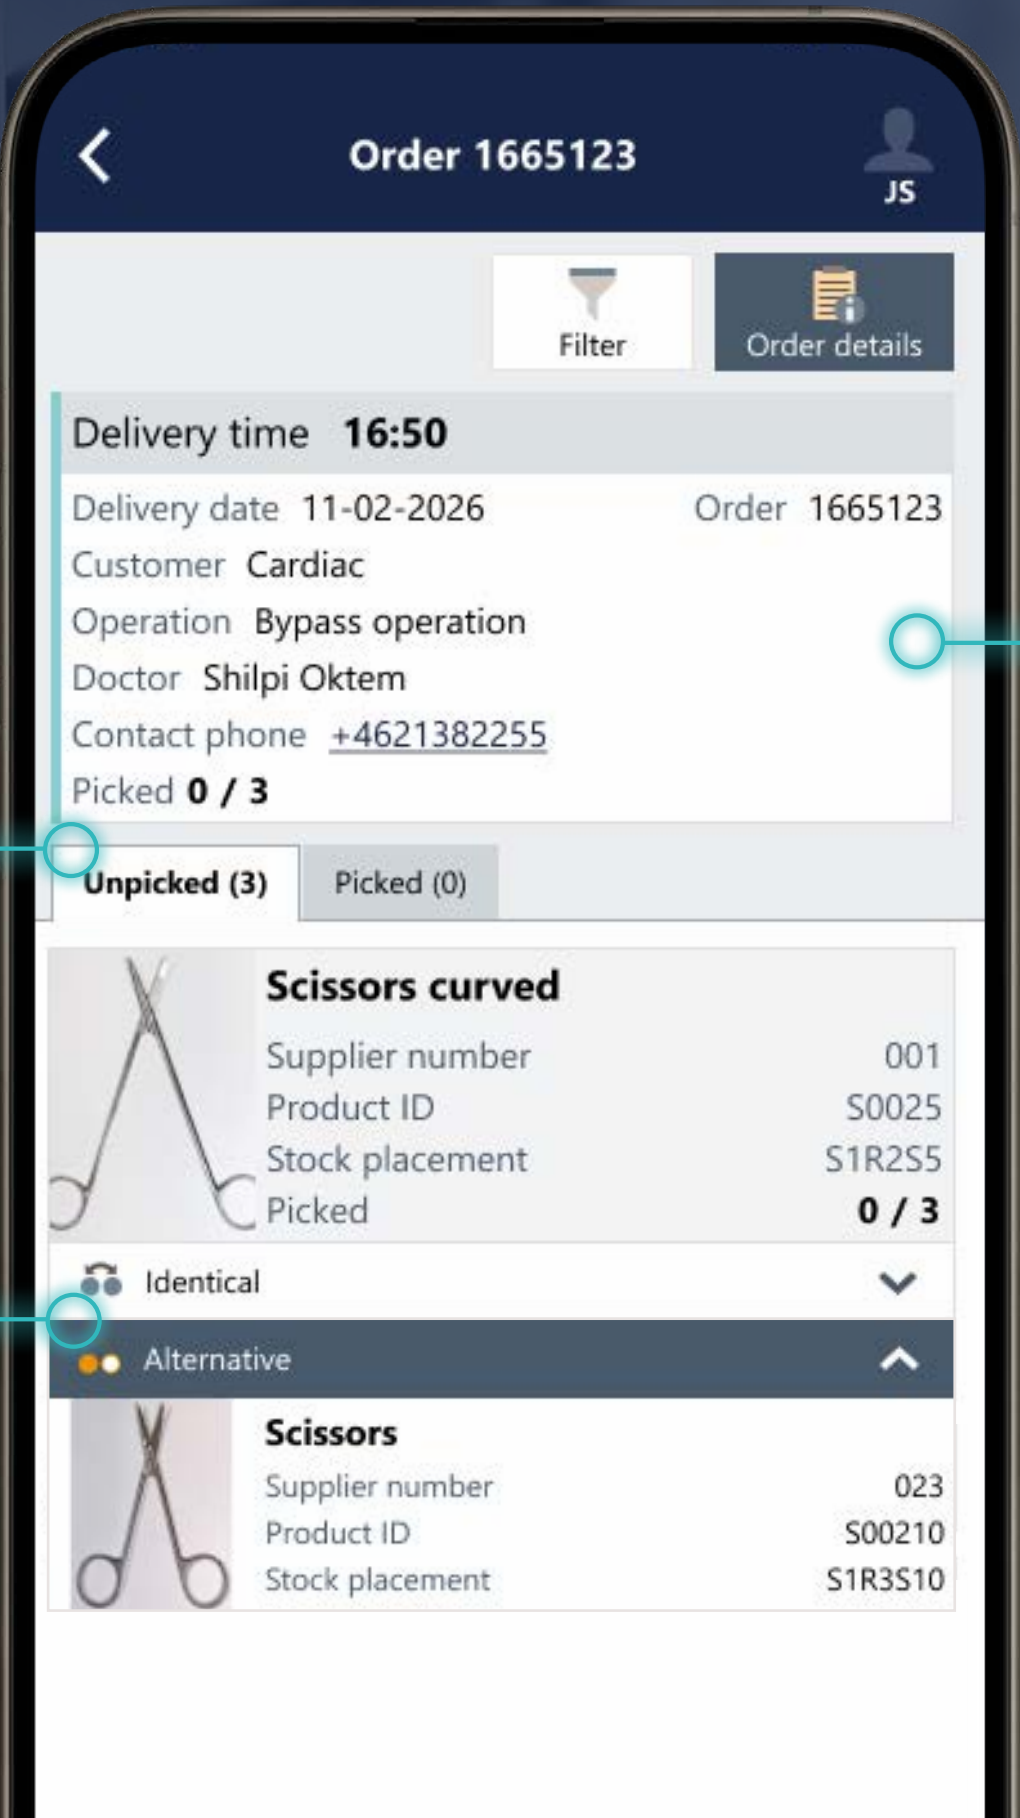 Order 1665123
JS
Filter
Order details
Delivery time 16:50
Delivery date 11-02-2026 Order 1665123
Customer Cardiac
Operation Bypass operation
Doctor Shilpi Oktem
Contact phone +4621382255
Picked 0 / 3
Unpicked (3) Picked (0)
Scissors curved
Supplier number 001
Product ID S0025
Stock placement S1R2S5
Picked 0 / 3
Identical
Alternative
Scissors
Supplier number 023
Product ID S00210
Stock placement S1R3S10